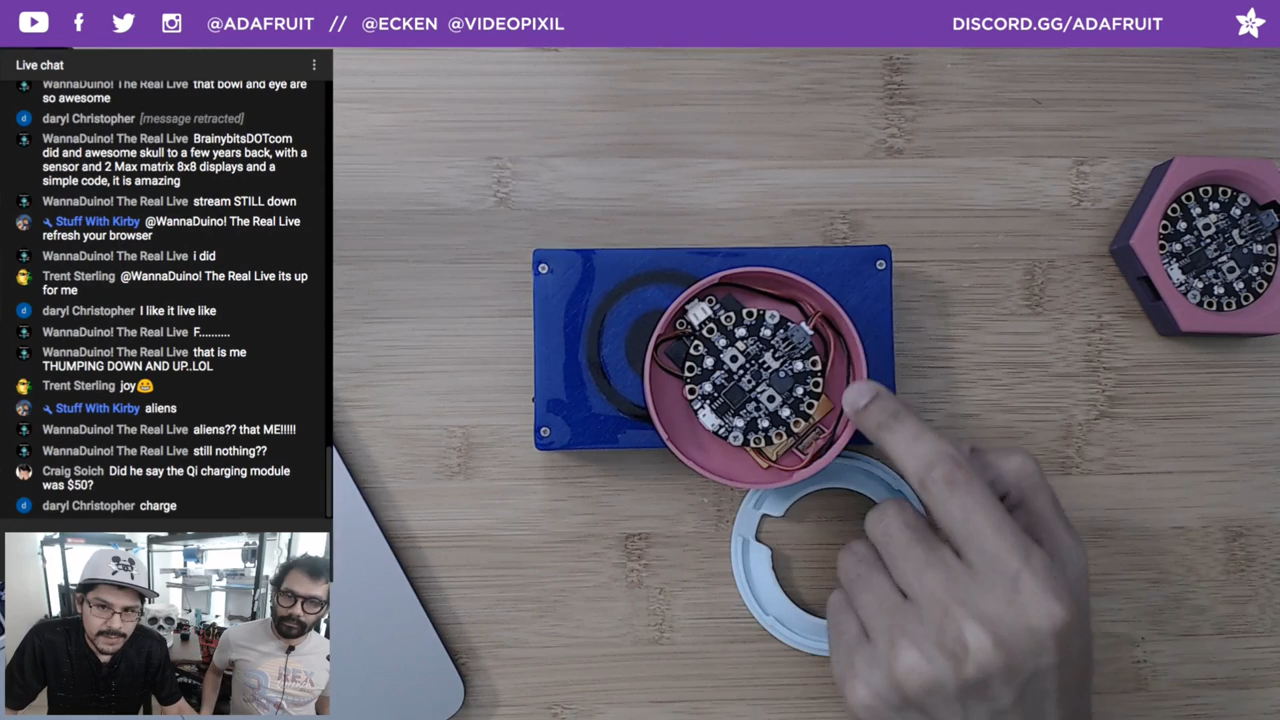 @ADAFRUIT // @ECKEN @VIDEOPIXIL
DISCORD.GG/ADAFRUIT
Live chat
WannaDuino! The Real Live that bowl and eye are
so awesome
d daryl Christopher [message retracted]
WannaDuino! The Real Live BrainybitsDOTcom
did and awesome skull to a few years back, with a
sensor and 2 Max matrix 8x8 displays and a
simple code, it is amazing
WannaDuino! The Real Live stream STILL down
Stuff With Kirby @WannaDuino! The Real Live
refresh your browser
WannaDuino! The Real Live i did
Trent Sterling @WannaDuino! The Real Live its up
for me
d daryl Christopher I like it live like
WannaDuino! The Real Live F..........
WannaDuino! The Real Live that is me
THUMPING DOWN AND UP..LOL
Trent Sterling joy😂
Stuff With Kirby aliens
WannaDuino! The Real Live aliens?? that ME!!!!!
WannaDuino! The Real Live still nothing??
Craig Soich Did he say the Qi charging module
was $50?
d daryl Christopher charge
REX